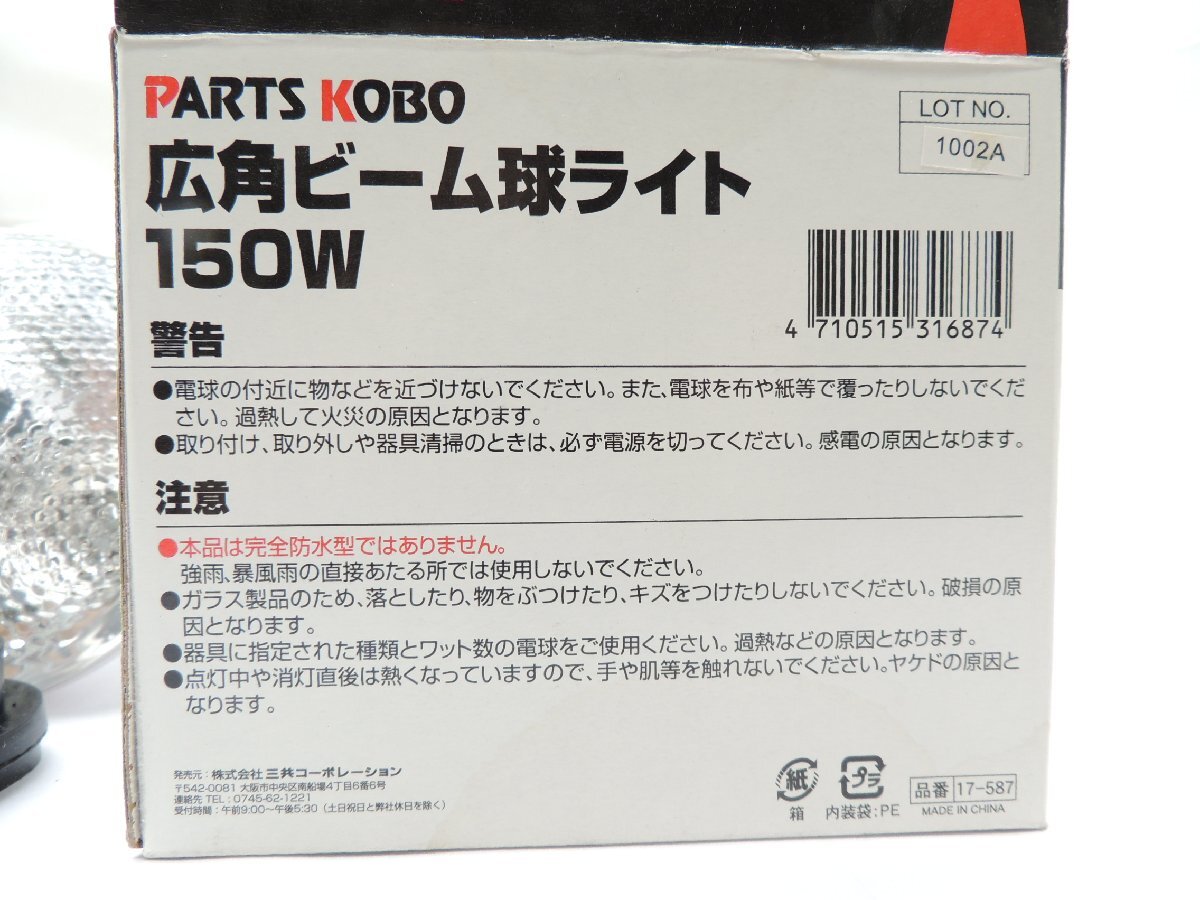 PARTS KOBO
LOT NO.
1002A
広角ビーム球ライト
150W
4 710515 316874
警告
●電球の付近に物などを近づけないでください。また、電球を布や紙等で覆ったりしないでくだ
さい。過熱して火災の原因となります。
●取り付け、取り外しや器具清掃のときは、必ず電源を切ってください。感電の原因となります。
注意
●本品は完全防水型ではありません。
強雨、暴風雨の直接あたる所では使用しないでください。
●ガラス製品のため、落としたり、物をぶつけたり、キズをつけたりしないでください。破損の原
因となります。
●器具に指定された種類とワット数の電球をご使用ください。過熱などの原因となります。
●点灯中や消灯直後は熱くなっていますので、手や肌等を触れないでください。ヤケドの原因と
なります。
発売元：株式会社 三共コーポレーション
〒542-0081 大阪市中央区南船場4丁目6番6号
連絡先 TEL：0745-62-1221
受付時間：午前9:00〜午後5:30（土日祝日と弊社休日を除く）
紙
箱
プラ
内装袋：PE
品番 17-587
MADE IN CHINA